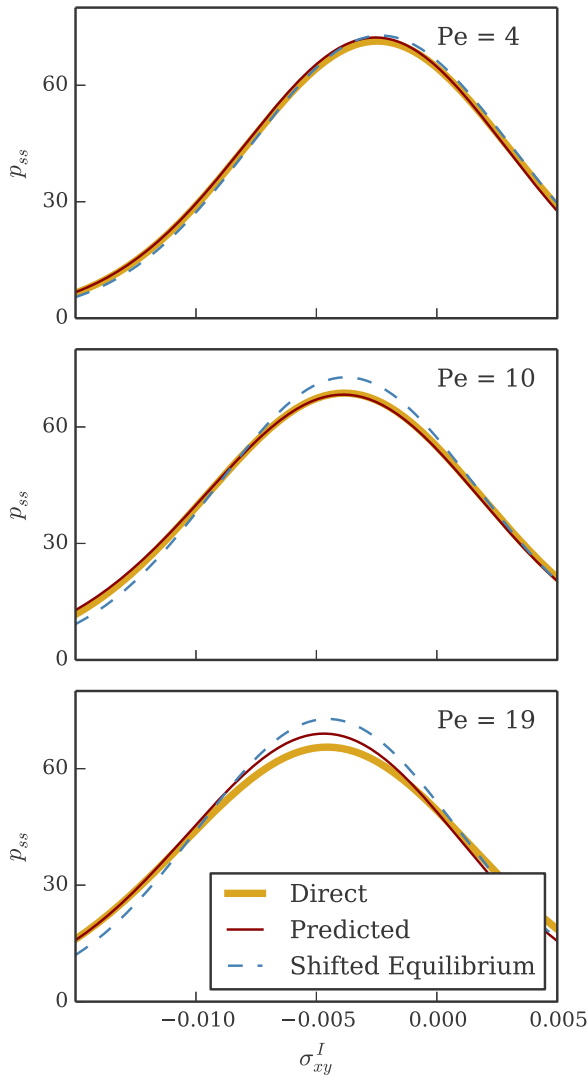 Pe = 4
60
30
0
p_ss
Pe = 10
60
30
0
p_ss
Pe = 19
60
30
0
p_ss
Direct
Predicted
Shifted Equilibrium
−0.010 −0.005 0.000 0.005
σ^I_xy